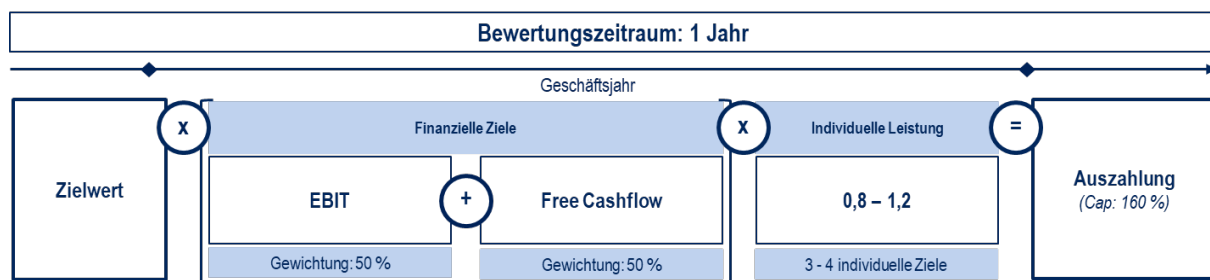 Bewertungszeitraum: 1 Jahr
Geschäftsjahr
Zielwert
x
Finanzielle Ziele
EBIT
Gewichtung: 50 %
+
Free Cashflow
Gewichtung: 50 %
x
Individuelle Leistung
0,8 – 1,2
3 - 4 individuelle Ziele
=
Auszahlung
(Cap: 160 %)